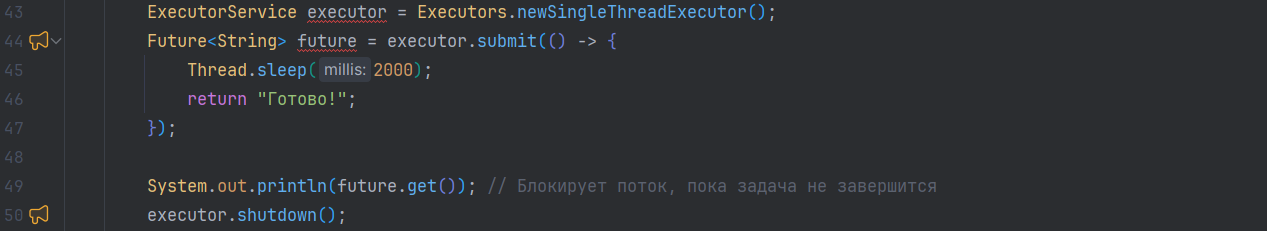 43 ExecutorService executor = Executors.newSingleThreadExecutor();
44 Future<String> future = executor.submit(() -> {
45 Thread.sleep( millis: 2000);
46 return "Готово!";
47 });
48
49 System.out.println(future.get()); // Блокирует поток, пока задача не завершится
50 executor.shutdown();